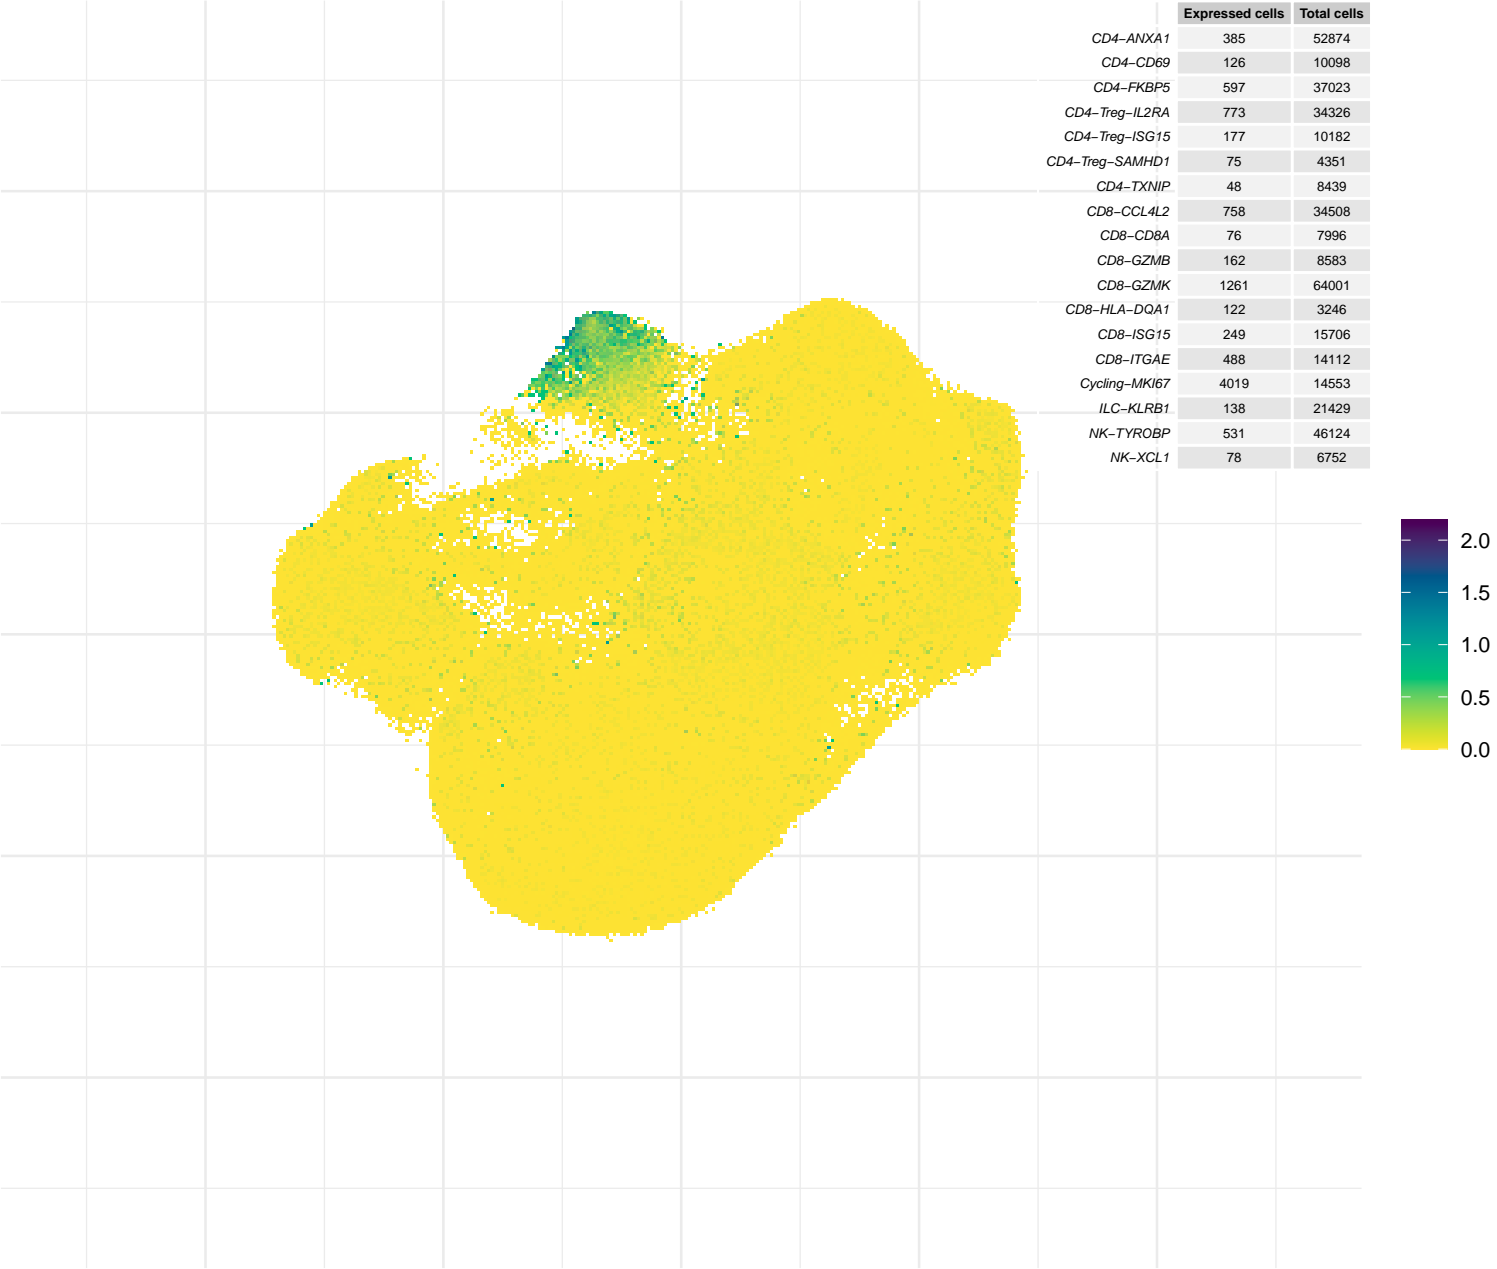 Expressed cells Total cells
CD4−ANXA1 385 52874
CD4−CD69 126 10098
CD4−FKBP5 597 37023
CD4−Treg−IL2RA 773 34326
CD4−Treg−ISG15 177 10182
CD4−Treg−SAMHD1 75 4351
CD4−TXNIP 48 8439
CD8−CCL4L2 758 34508
CD8−CD8A 76 7996
CD8−GZMB 162 8583
CD8−GZMK 1261 64001
CD8−HLA−DQA1 122 3246
CD8−ISG15 249 15706
CD8−ITGAE 488 14112
Cycling−MKI67 4019 14553
ILC−KLRB1 138 21429
NK−TYROBP 531 46124
NK−XCL1 78 6752
2.0
1.5
1.0
0.5
0.0